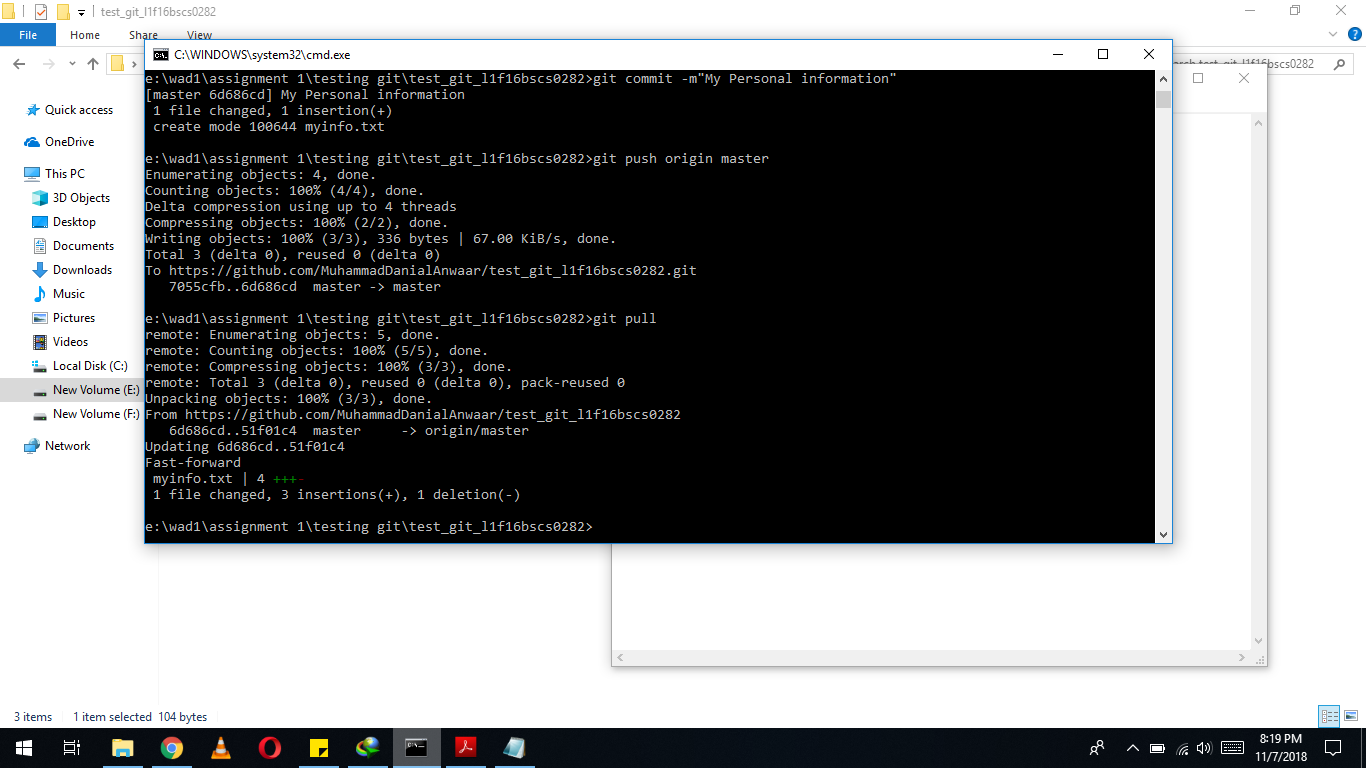 test_git_l1f16bscs0282
File Home Share View
C:\WINDOWS\system32\cmd.exe
test_git_l1f16bscs0282
Quick access
OneDrive
This PC
3D Objects
Desktop
Documents
Downloads
Music
Pictures
Videos
Local Disk (C:)
New Volume (E:)
New Volume (F:)
Network
e:\wad1\assignment 1\testing git\test_git_l1f16bscs0282>git commit -m"My Personal information"
[master 6d686cd] My Personal information
1 file changed, 1 insertion(+)
create mode 100644 myinfo.txt
e:\wad1\assignment 1\testing git\test_git_l1f16bscs0282>git push origin master
Enumerating objects: 4, done.
Counting objects: 100% (4/4), done.
Delta compression using up to 4 threads
Compressing objects: 100% (2/2), done.
Writing objects: 100% (3/3), 336 bytes | 67.00 KiB/s, done.
Total 3 (delta 0), reused 0 (delta 0)
To https://github.com/MuhammadDanialAnwaar/test_git_l1f16bscs0282.git
7055cfb..6d686cd master -> master
e:\wad1\assignment 1\testing git\test_git_l1f16bscs0282>git pull
remote: Enumerating objects: 5, done.
remote: Counting objects: 100% (5/5), done.
remote: Compressing objects: 100% (3/3), done.
remote: Total 3 (delta 0), reused 0 (delta 0), pack-reused 0
Unpacking objects: 100% (3/3), done.
From https://github.com/MuhammadDanialAnwaar/test_git_l1f16bscs0282
6d686cd..51f01c4 master -> origin/master
Updating 6d686cd..51f01c4
Fast-forward
myinfo.txt | 4 +++-
1 file changed, 3 insertions(+), 1 deletion(-)
e:\wad1\assignment 1\testing git\test_git_l1f16bscs0282>
3 items 1 item selected 104 bytes
8:19 PM
11/7/2018